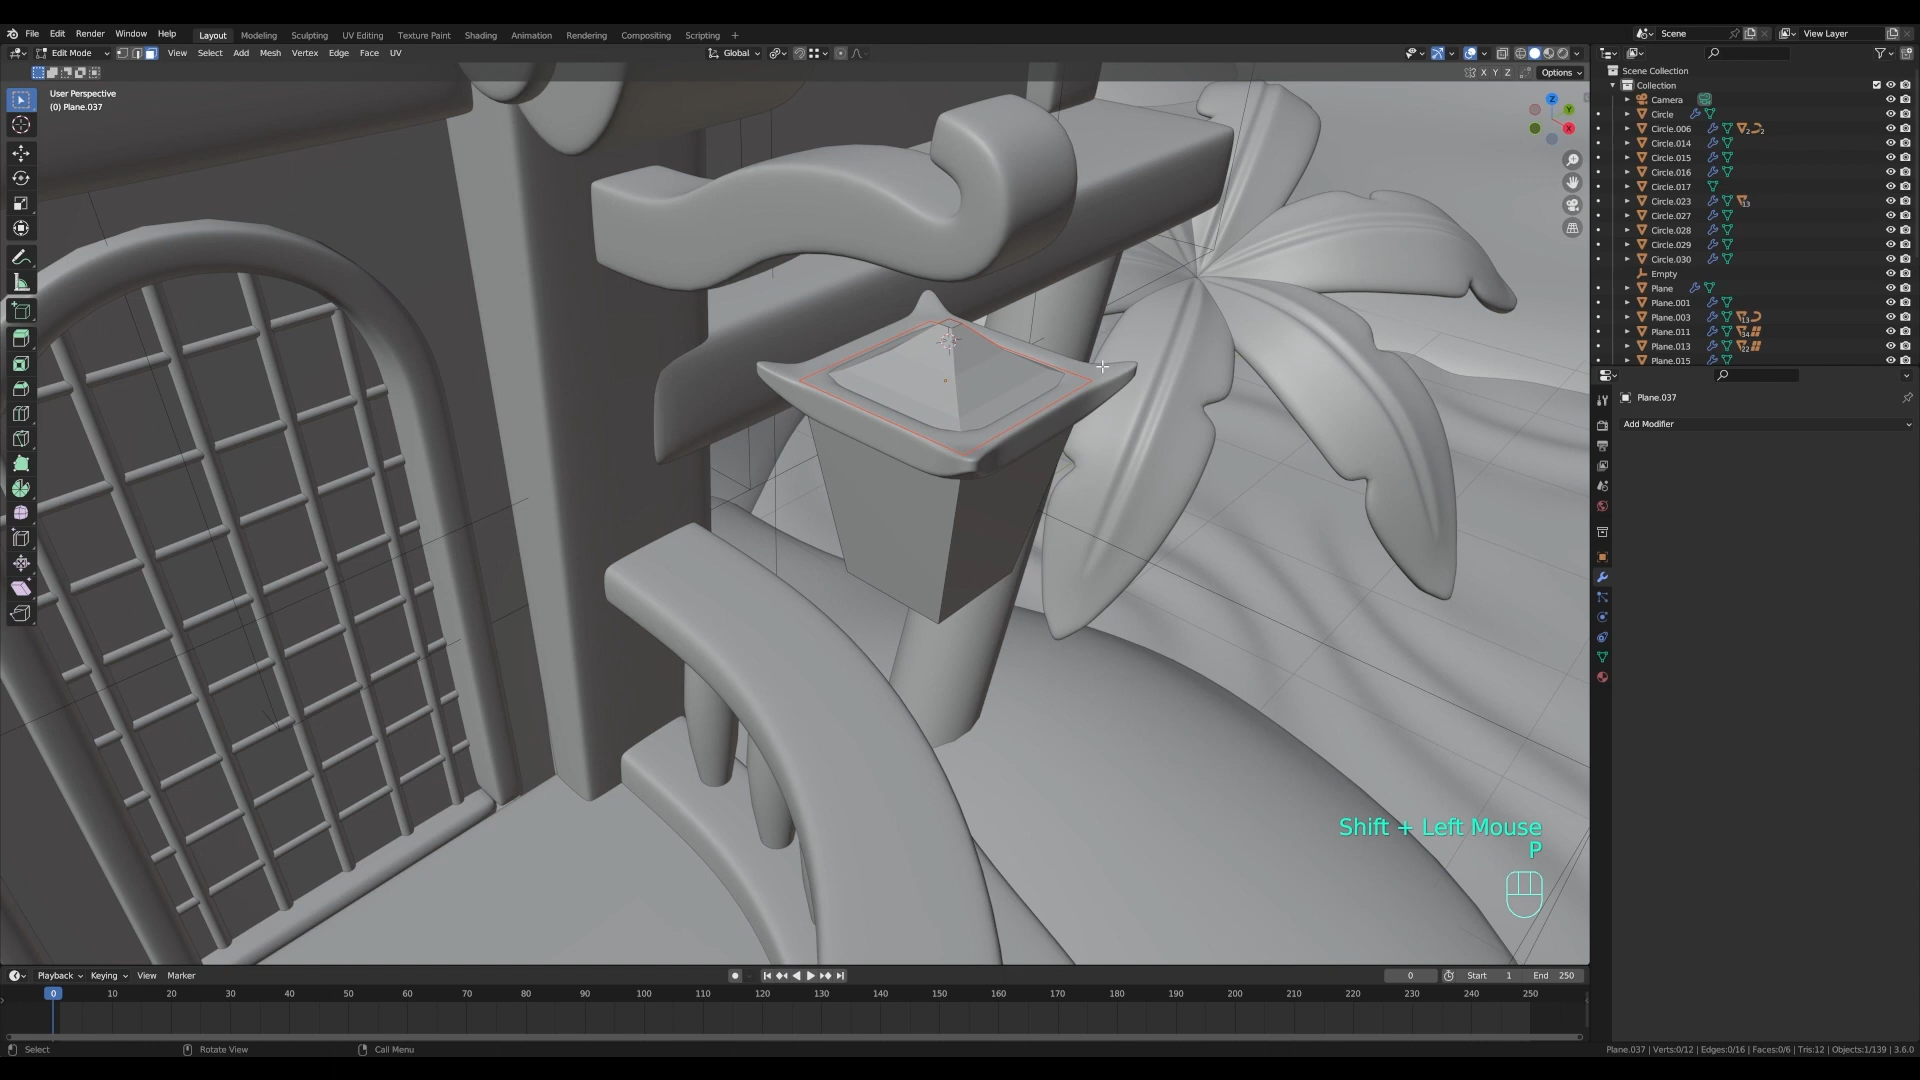 File Edit Render Window Help Layout Modeling Sculpting UV Editing Texture Paint Shading Animation Rendering Compositing Scripting + Scene View Layer
Edit Mode View Select Add Mesh Vertex Edge Face UV Global
X Y Z Options
User Perspective
(0) Plane.037
Z
Y
X
Scene Collection
Collection
Camera
Circle
Circle.006 2 2
Circle.014
Circle.015
Circle.016
Circle.017
Circle.023 13
Circle.027
Circle.028
Circle.029
Circle.030
Empty
Plane
Plane.001
Plane.003 13
Plane.011 34
Plane.013 22
Plane.015
Plane.037
Add Modifier
Shift + Left Mouse
P
Playback Keying View Marker 0 Start 1 End 250
0 10 20 30 40 50 60 70 80 90 100 110 120 130 140 150 160 170 180 190 200 210 220 230 240 250
Select Rotate View Call Menu Plane.037 | Verts:0/12 | Edges:0/16 | Faces:0/6 | Tris:12 | Objects:1/139 | 3.6.0